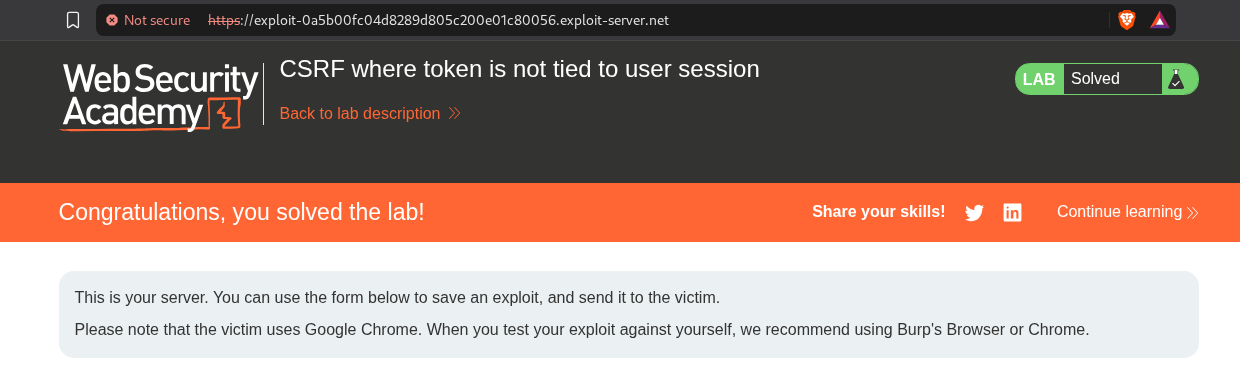 Not secure https://exploit-0a5b00fc04d8289d805c200e01c80056.exploit-server.net
Web Security
Academy
CSRF where token is not tied to user session
Back to lab description
LAB Solved
Congratulations, you solved the lab!
Share your skills!
Continue learning
This is your server. You can use the form below to save an exploit, and send it to the victim.
Please note that the victim uses Google Chrome. When you test your exploit against yourself, we recommend using Burp's Browser or Chrome.